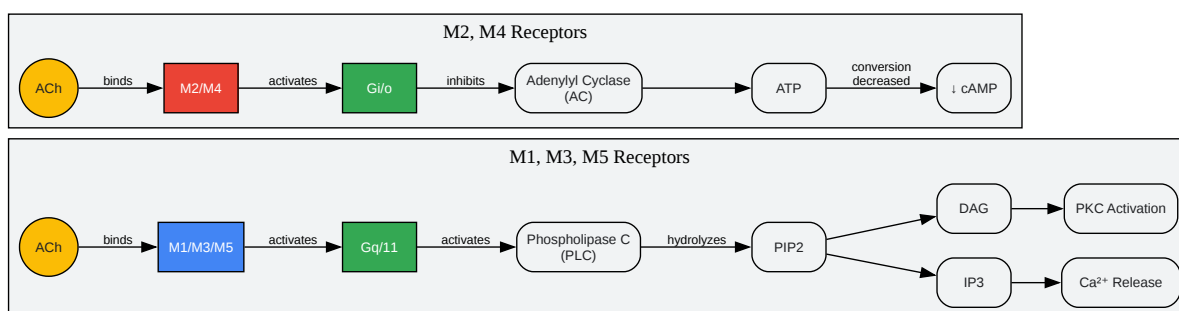 M2, M4 Receptors
ACh
binds
M2/M4
activates
Gi/o
inhibits
Adenylyl Cyclase
(AC)
ATP
conversion
decreased
↓ cAMP
M1, M3, M5 Receptors
ACh
binds
M1/M3/M5
activates
Gq/11
activates
Phospholipase C
(PLC)
hydrolyzes
PIP2
DAG
PKC Activation
IP3
Ca²⁺ Release